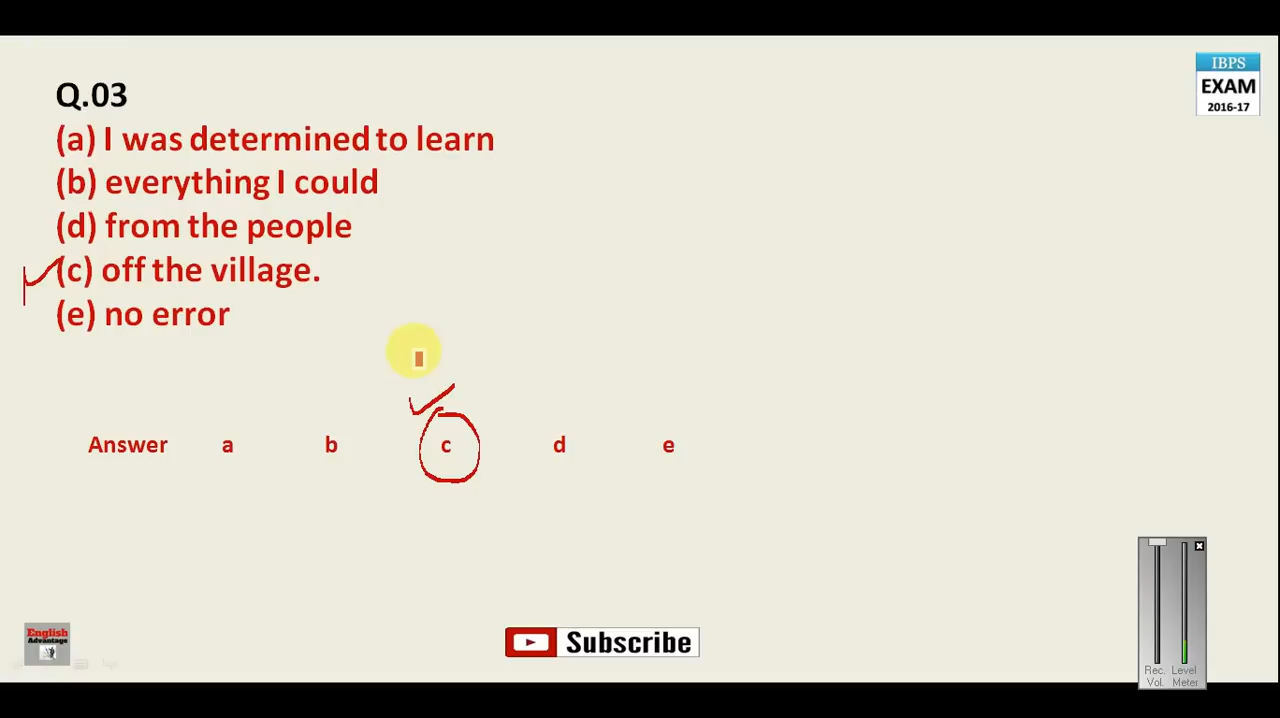 IBPS
EXAM
2016-17
Q.03
(a) I was determined to learn
(b) everything I could
(d) from the people
(c) off the village.
(e) no error
Answer a b c d e
English
Advantage
Subscribe
Rec. Level
Vol. Meter